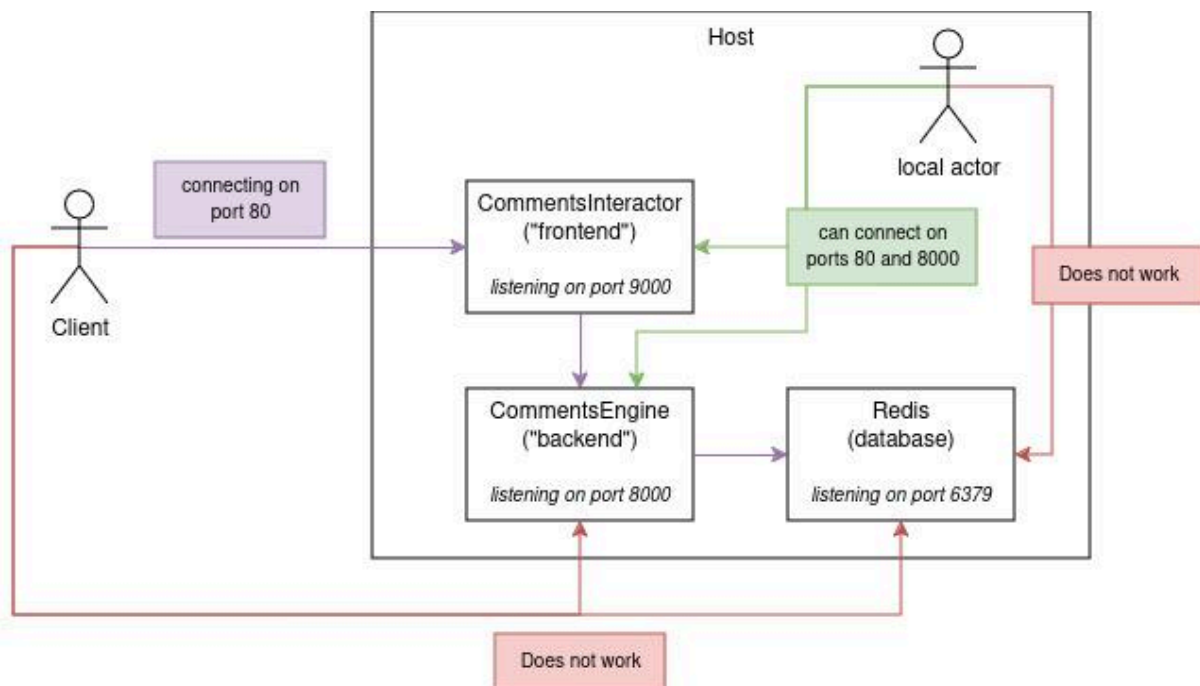 Host
local actor
connecting on
port 80
Client
CommentsInteractor
("frontend")
listening on port 9000
can connect on
ports 80 and 8000
Does not work
CommentsEngine
("backend")
listening on port 8000
Redis
(database)
listening on port 6379
Does not work